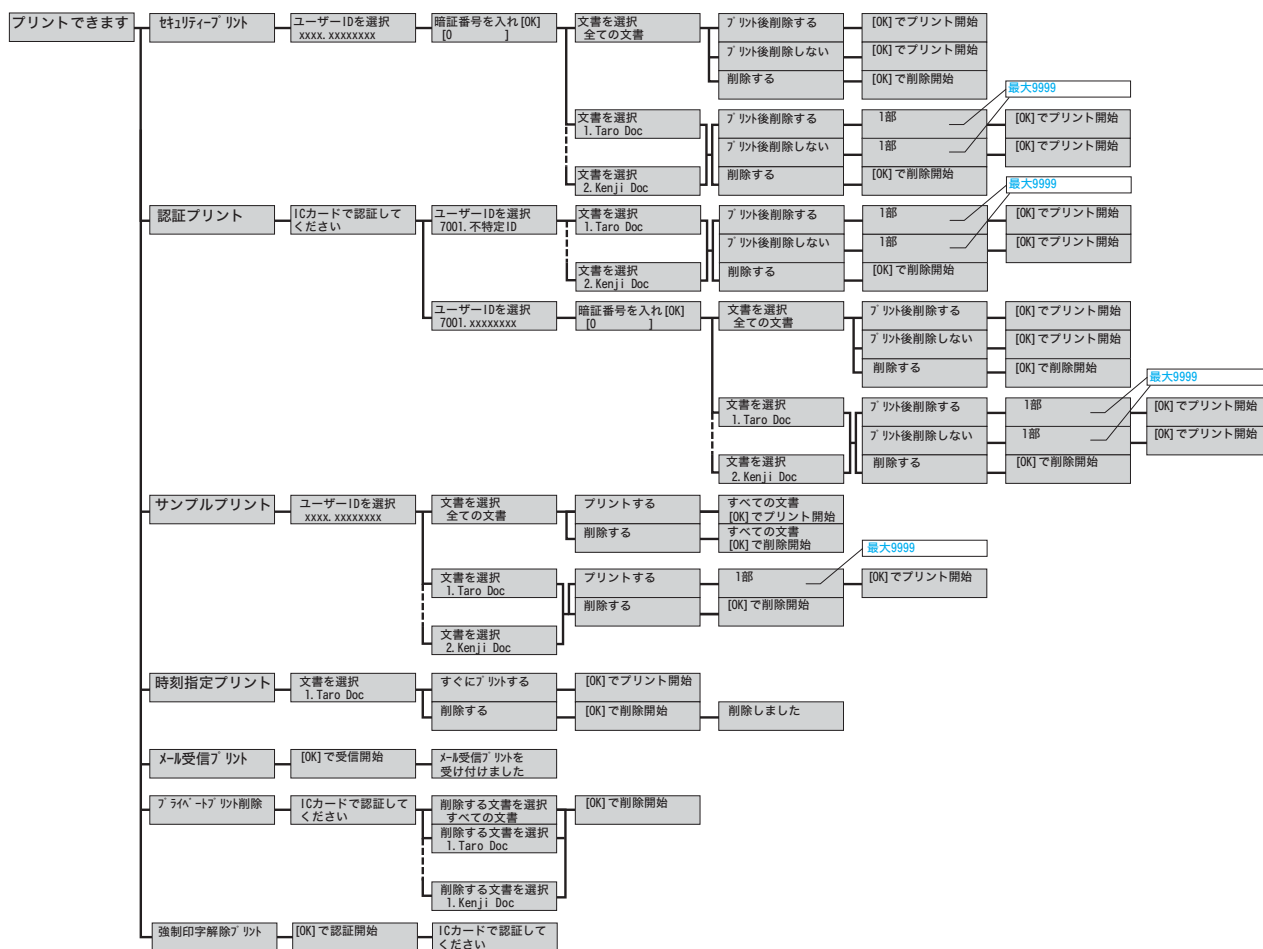 プリントできます
セキュリティープリント
ユーザーIDを選択
xxxx.xxxxxxxx
暗証番号を入れ[OK]
[0 ]
文書を選択
全ての文書
プリント後削除する
[OK]でプリント開始
プリント後削除しない
[OK]でプリント開始
削除する
[OK]で削除開始
最大9999
文書を選択
1.Taro Doc
プリント後削除する
1部
[OK]でプリント開始
プリント後削除しない
1部
[OK]でプリント開始
文書を選択
2.Kenji Doc
削除する
[OK]で削除開始
最大9999
認証プリント
ICカードで認証して
ください
ユーザーIDを選択
7001.不特定ID
文書を選択
1.Taro Doc
プリント後削除する
1部
[OK]でプリント開始
プリント後削除しない
1部
[OK]でプリント開始
文書を選択
2.Kenji Doc
削除する
[OK]で削除開始
ユーザーIDを選択
7001.xxxxxxxx
暗証番号を入れ[OK]
[0 ]
文書を選択
全ての文書
プリント後削除する
[OK]でプリント開始
プリント後削除しない
[OK]でプリント開始
削除する
[OK]で削除開始
最大9999
文書を選択
1.Taro Doc
プリント後削除する
1部
[OK]でプリント開始
プリント後削除しない
1部
[OK]でプリント開始
文書を選択
2.Kenji Doc
削除する
[OK]で削除開始
サンプルプリント
ユーザーIDを選択
xxxx.xxxxxxxx
文書を選択
全ての文書
プリントする
すべての文書
[OK]でプリント開始
削除する
すべての文書
[OK]で削除開始
最大9999
文書を選択
1.Taro Doc
プリントする
1部
[OK]でプリント開始
削除する
[OK]で削除開始
文書を選択
2.Kenji Doc
時刻指定プリント
文書を選択
1.Taro Doc
すぐにプリントする
[OK]でプリント開始
削除する
[OK]で削除開始
削除しました
メール受信プリント
[OK]で受信開始
メール受信プリントを
受け付けました
プライベートプリント削除
ICカードで認証して
ください
削除する文書を選択
すべての文書
[OK]で削除開始
削除する文書を選択
1.Taro Doc
削除する文書を選択
1.Kenji Doc
強制印字解除プリント
[OK]で認証開始
ICカードで認証して
ください